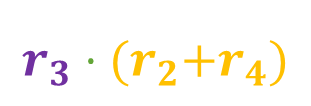 r₃ · (r₂+r₄)